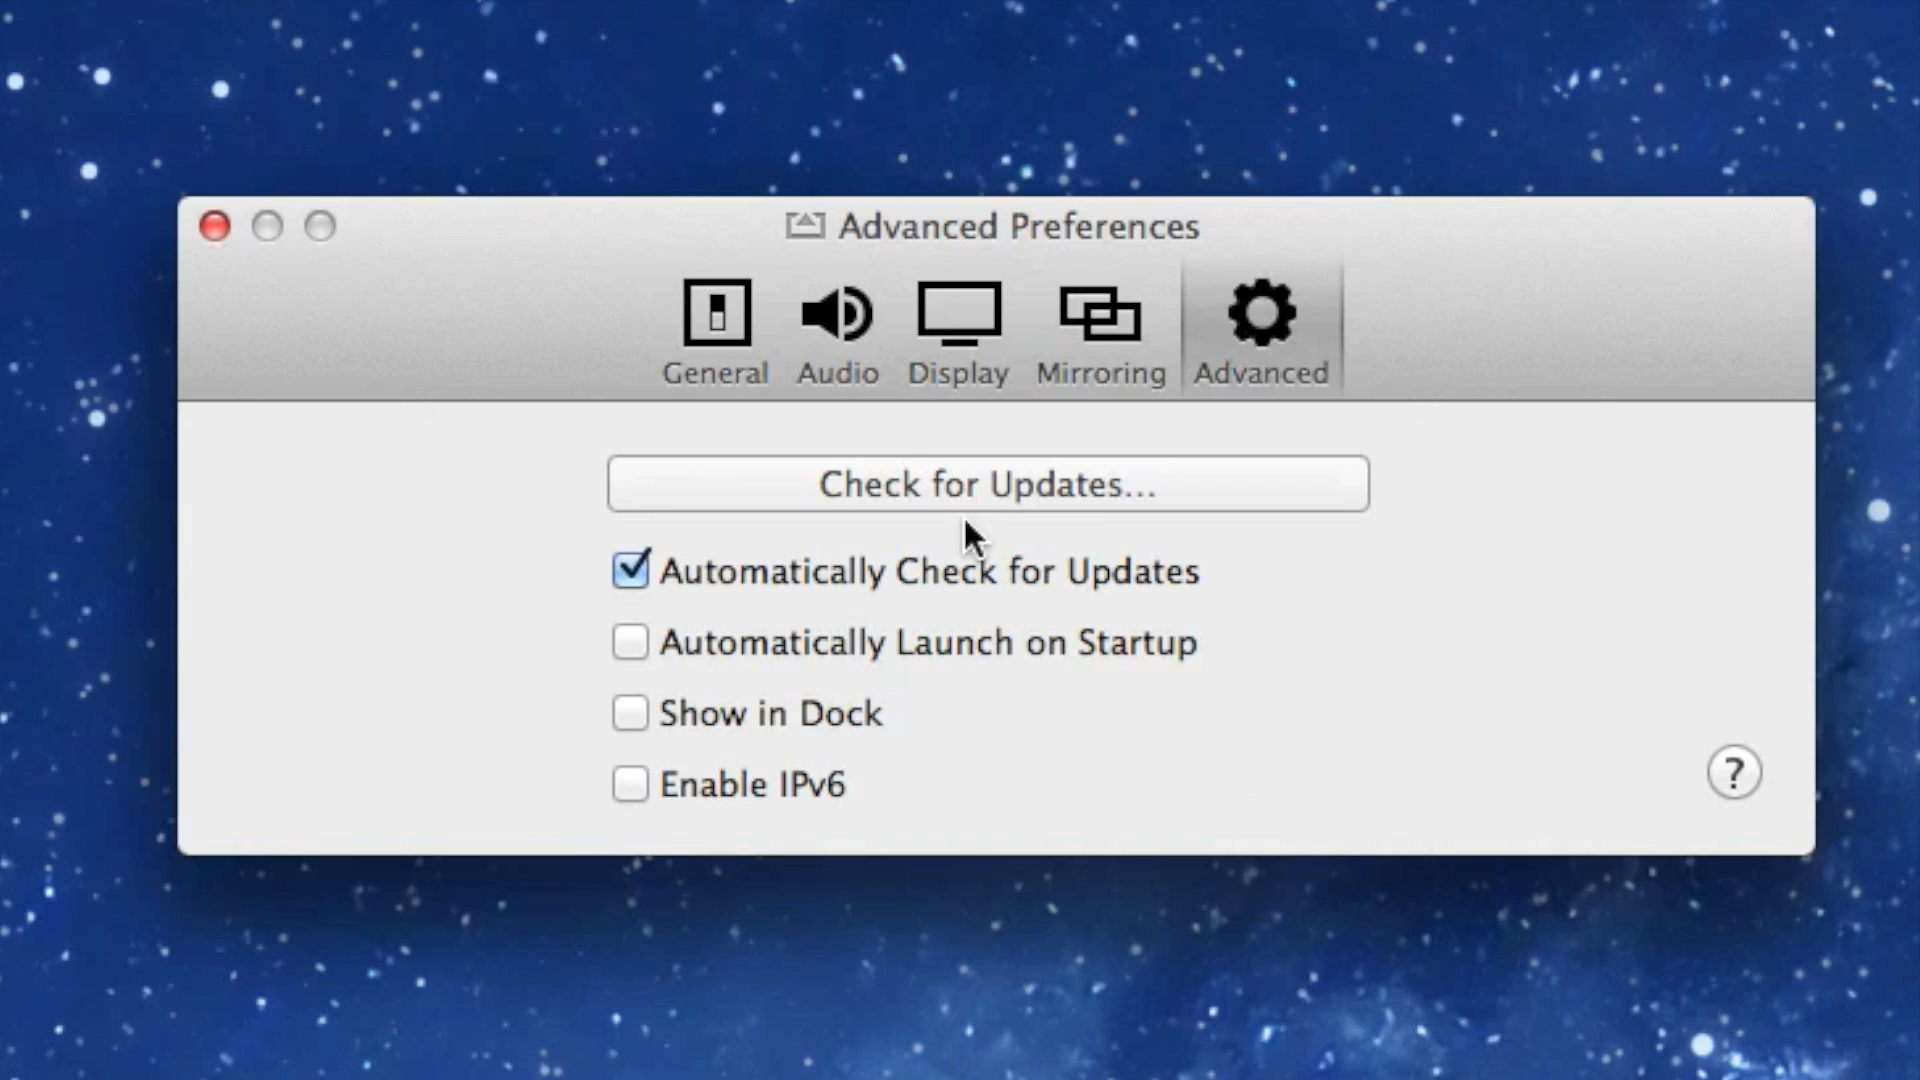 Advanced Preferences
General Audio Display Mirroring Advanced
Check for Updates...
Automatically Check for Updates
Automatically Launch on Startup
Show in Dock
Enable IPv6
?